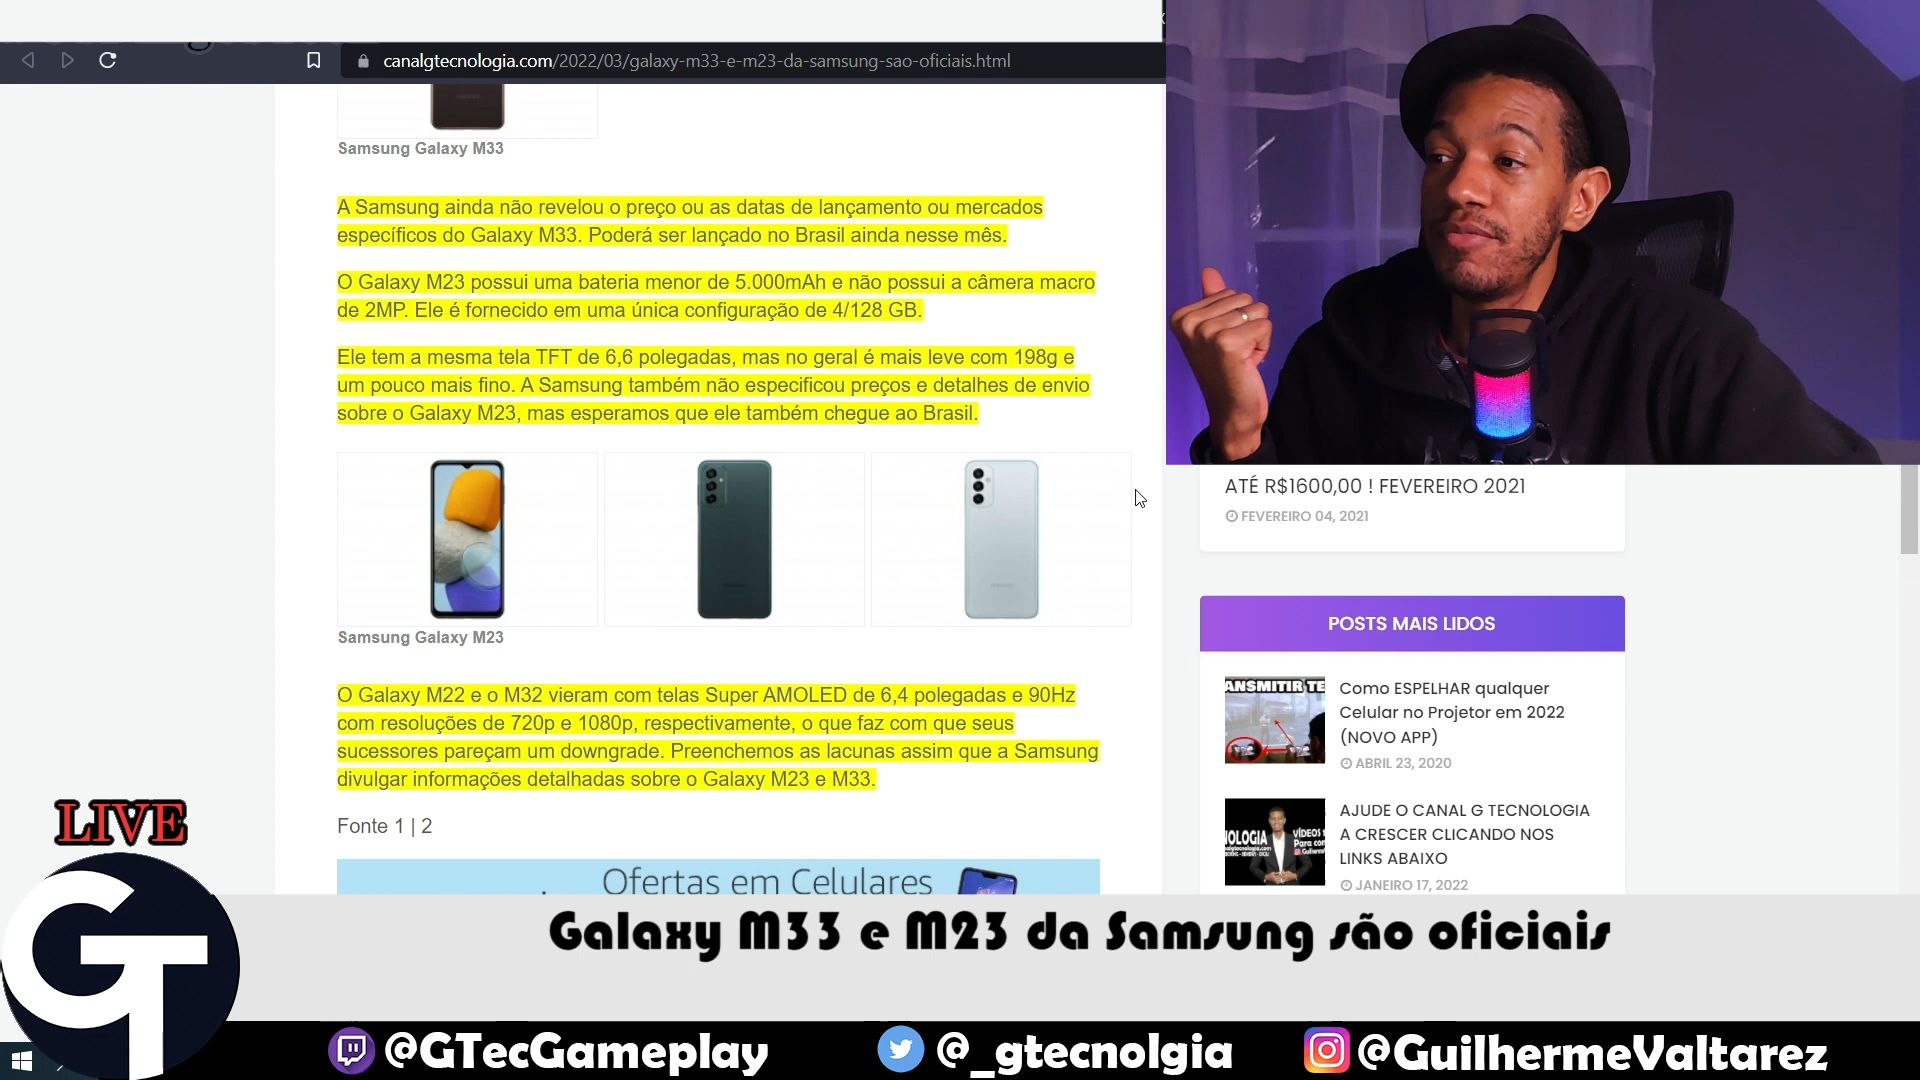 canalgtecnologia.com/2022/03/galaxy-m33-e-m23-da-samsung-sao-oficiais.html
Samsung Galaxy M33
A Samsung ainda não revelou o preço ou as datas de lançamento ou mercados
específicos do Galaxy M33. Poderá ser lançado no Brasil ainda nesse mês.
O Galaxy M23 possui uma bateria menor de 5.000mAh e não possui a câmera macro
de 2MP. Ele é fornecido em uma única configuração de 4/128 GB.
Ele tem a mesma tela TFT de 6,6 polegadas, mas no geral é mais leve com 198g e
um pouco mais fino. A Samsung também não especificou preços e detalhes de envio
sobre o Galaxy M23, mas esperamos que ele também chegue ao Brasil.
Samsung Galaxy M23
O Galaxy M22 e o M32 vieram com telas Super AMOLED de 6,4 polegadas e 90Hz
com resoluções de 720p e 1080p, respectivamente, o que faz com que seus
sucessores pareçam um downgrade. Preenchemos as lacunas assim que a Samsung
divulgar informações detalhadas sobre o Galaxy M23 e M33.
Fonte 1 | 2
Ofertas em Celulares
ATÉ R$1600,00 ! FEVEREIRO 2021
FEVEREIRO 04, 2021
POSTS MAIS LIDOS
ANSMITIR TE
Como ESPELHAR qualquer
Celular no Projetor em 2022
(NOVO APP)
ABRIL 23, 2020
NOLOGIA
VÍDEOS
Para con
AJUDE O CANAL G TECNOLOGIA
A CRESCER CLICANDO NOS
LINKS ABAIXO
JANEIRO 17, 2022
LIVE
GT
Galaxy M33 e M23 da Samsung são oficiais
@GTecGameplay
@_gtecnolgia
@GuilhermeValtarez